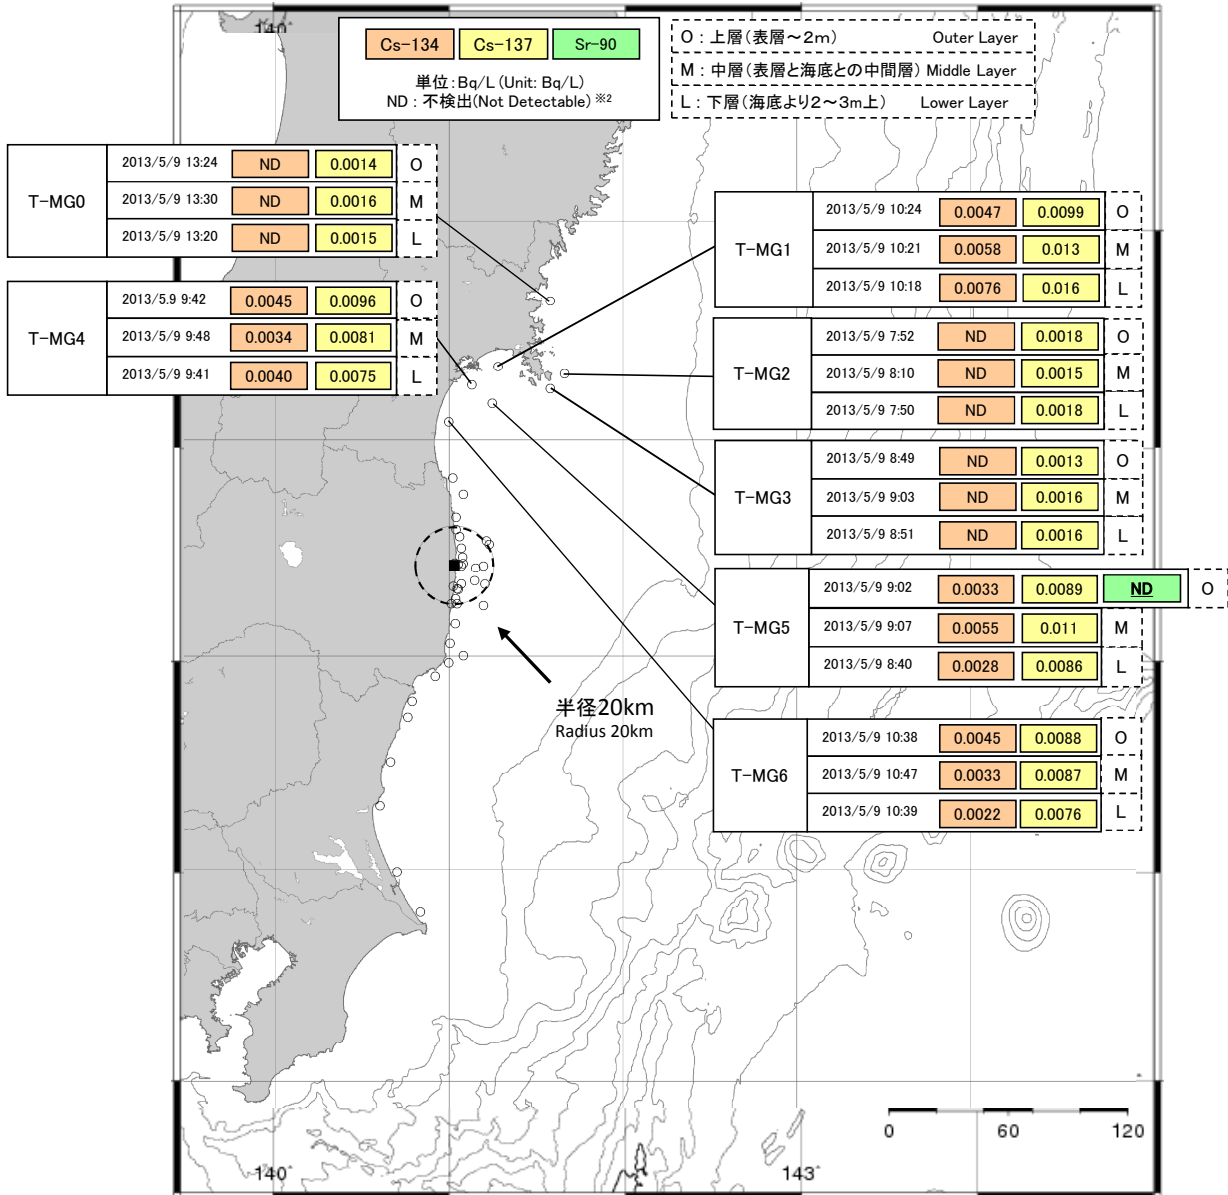 140°
Cs-134 Cs-137 Sr-90
単位:Bq/L (Unit: Bq/L)
ND : 不検出(Not Detectable) ※2
O : 上層(表層～2m) Outer Layer
M : 中層(表層と海底との中間層) Middle Layer
L : 下層(海底より2～3m上) Lower Layer
T-MG0
2013/5/9 13:24 ND 0.0014 O
2013/5/9 13:30 ND 0.0016 M
2013/5/9 13:20 ND 0.0015 L
T-MG4
2013/5.9 9:42 0.0045 0.0096 O
2013/5/9 9:48 0.0034 0.0081 M
2013/5/9 9:41 0.0040 0.0075 L
T-MG1
2013/5/9 10:24 0.0047 0.0099 O
2013/5/9 10:21 0.0058 0.013 M
2013/5/9 10:18 0.0076 0.016 L
T-MG2
2013/5/9 7:52 ND 0.0018 O
2013/5/9 8:10 ND 0.0015 M
2013/5/9 7:50 ND 0.0018 L
T-MG3
2013/5/9 8:49 ND 0.0013 O
2013/5/9 9:03 ND 0.0016 M
2013/5/9 8:51 ND 0.0016 L
T-MG5
2013/5/9 9:02 0.0033 0.0089 ND O
2013/5/9 9:07 0.0055 0.011 M
2013/5/9 8:40 0.0028 0.0086 L
T-MG6
2013/5/9 10:38 0.0045 0.0088 O
2013/5/9 10:47 0.0033 0.0087 M
2013/5/9 10:39 0.0022 0.0076 L
半径20km
Radius 20km
0 60 120
140° 143°